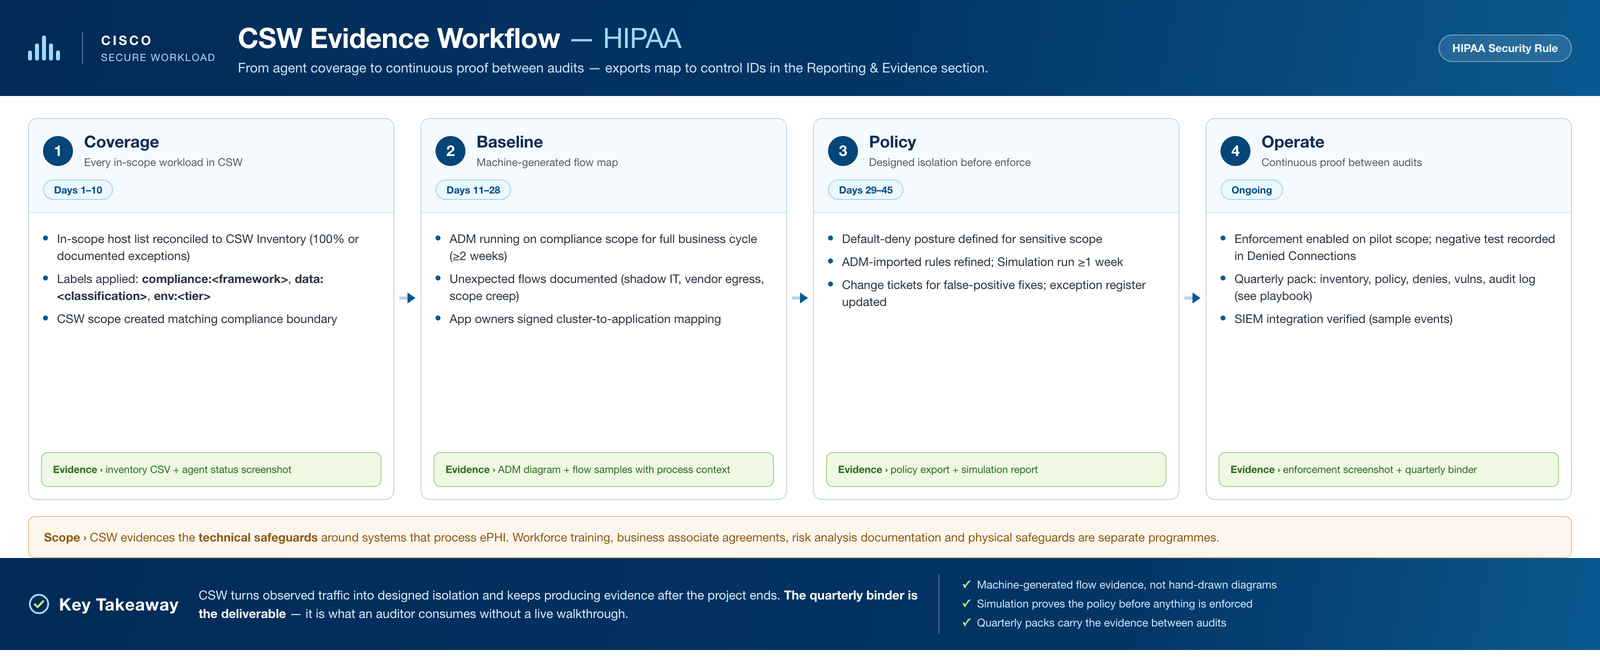 CISCO
SECURE WORKLOAD
CSW Evidence Workflow — HIPAA
From agent coverage to continuous proof between audits — exports map to control IDs in the Reporting & Evidence section.
HIPAA Security Rule
1
Coverage
Every in-scope workload in CSW
Days 1–10
• In-scope host list reconciled to CSW Inventory (100% or
documented exceptions)
• Labels applied: compliance:<framework>, data:
<classification>, env:<tier>
• CSW scope created matching compliance boundary
Evidence › inventory CSV + agent status screenshot
2
Baseline
Machine-generated flow map
Days 11–28
• ADM running on compliance scope for full business cycle
(≥2 weeks)
• Unexpected flows documented (shadow IT, vendor egress,
scope creep)
• App owners signed cluster-to-application mapping
Evidence › ADM diagram + flow samples with process context
3
Policy
Designed isolation before enforce
Days 29–45
• Default-deny posture defined for sensitive scope
• ADM-imported rules refined; Simulation run ≥1 week
• Change tickets for false-positive fixes; exception register
updated
Evidence › policy export + simulation report
4
Operate
Continuous proof between audits
Ongoing
• Enforcement enabled on pilot scope; negative test recorded
in Denied Connections
• Quarterly pack: inventory, policy, denies, vulns, audit log
(see playbook)
• SIEM integration verified (sample events)
Evidence › enforcement screenshot + quarterly binder
Scope › CSW evidences the technical safeguards around systems that process ePHI. Workforce training, business associate agreements, risk analysis documentation and physical safeguards are separate programmes.
Key Takeaway
CSW turns observed traffic into designed isolation and keeps producing evidence after the project ends. The quarterly binder is
the deliverable — it is what an auditor consumes without a live walkthrough.
✓ Machine-generated flow evidence, not hand-drawn diagrams
✓ Simulation proves the policy before anything is enforced
✓ Quarterly packs carry the evidence between audits